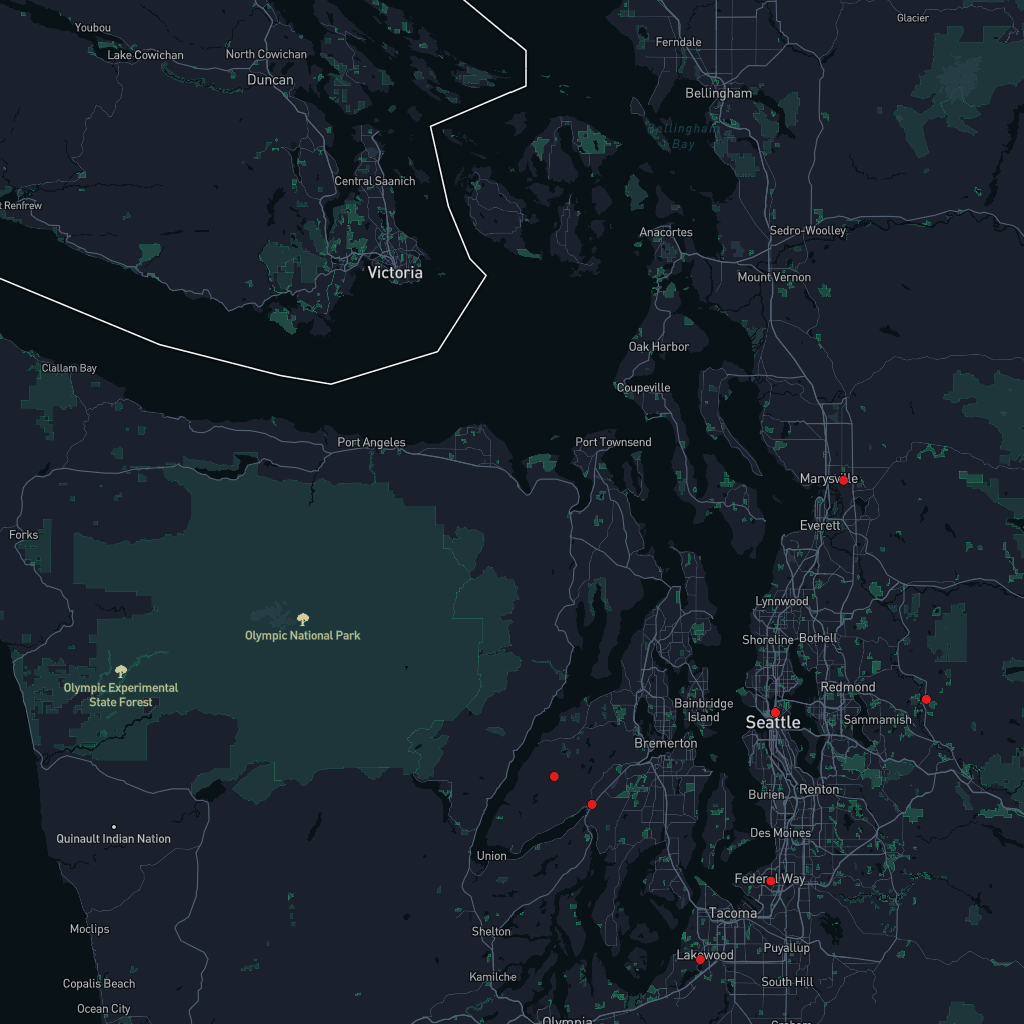 Youbou
Lake Cowichan
North Cowichan
Duncan
Glacier
Ferndale
Bellingham
Bellingham
Bay
Central Saanich
t Renfrew
Anacortes
Sedro-Woolley
Victoria
Mount Vernon
Oak Harbor
Clallam Bay
Coupeville
Port Angeles
Port Townsend
Marysville
Everett
Forks
Lynnwood
Olympic National Park
Shoreline
Bothell
Olympic Experimental
State Forest
Redmond
Bainbridge
Island
Seattle
Sammamish
Bremerton
Burien
Renton
Quinault Indian Nation
Des Moines
Union
Federal Way
Tacoma
Moclips
Shelton
Puyallup
Lakewood
Kamilche
Copalis Beach
South Hill
Ocean City
Olympia
Graham